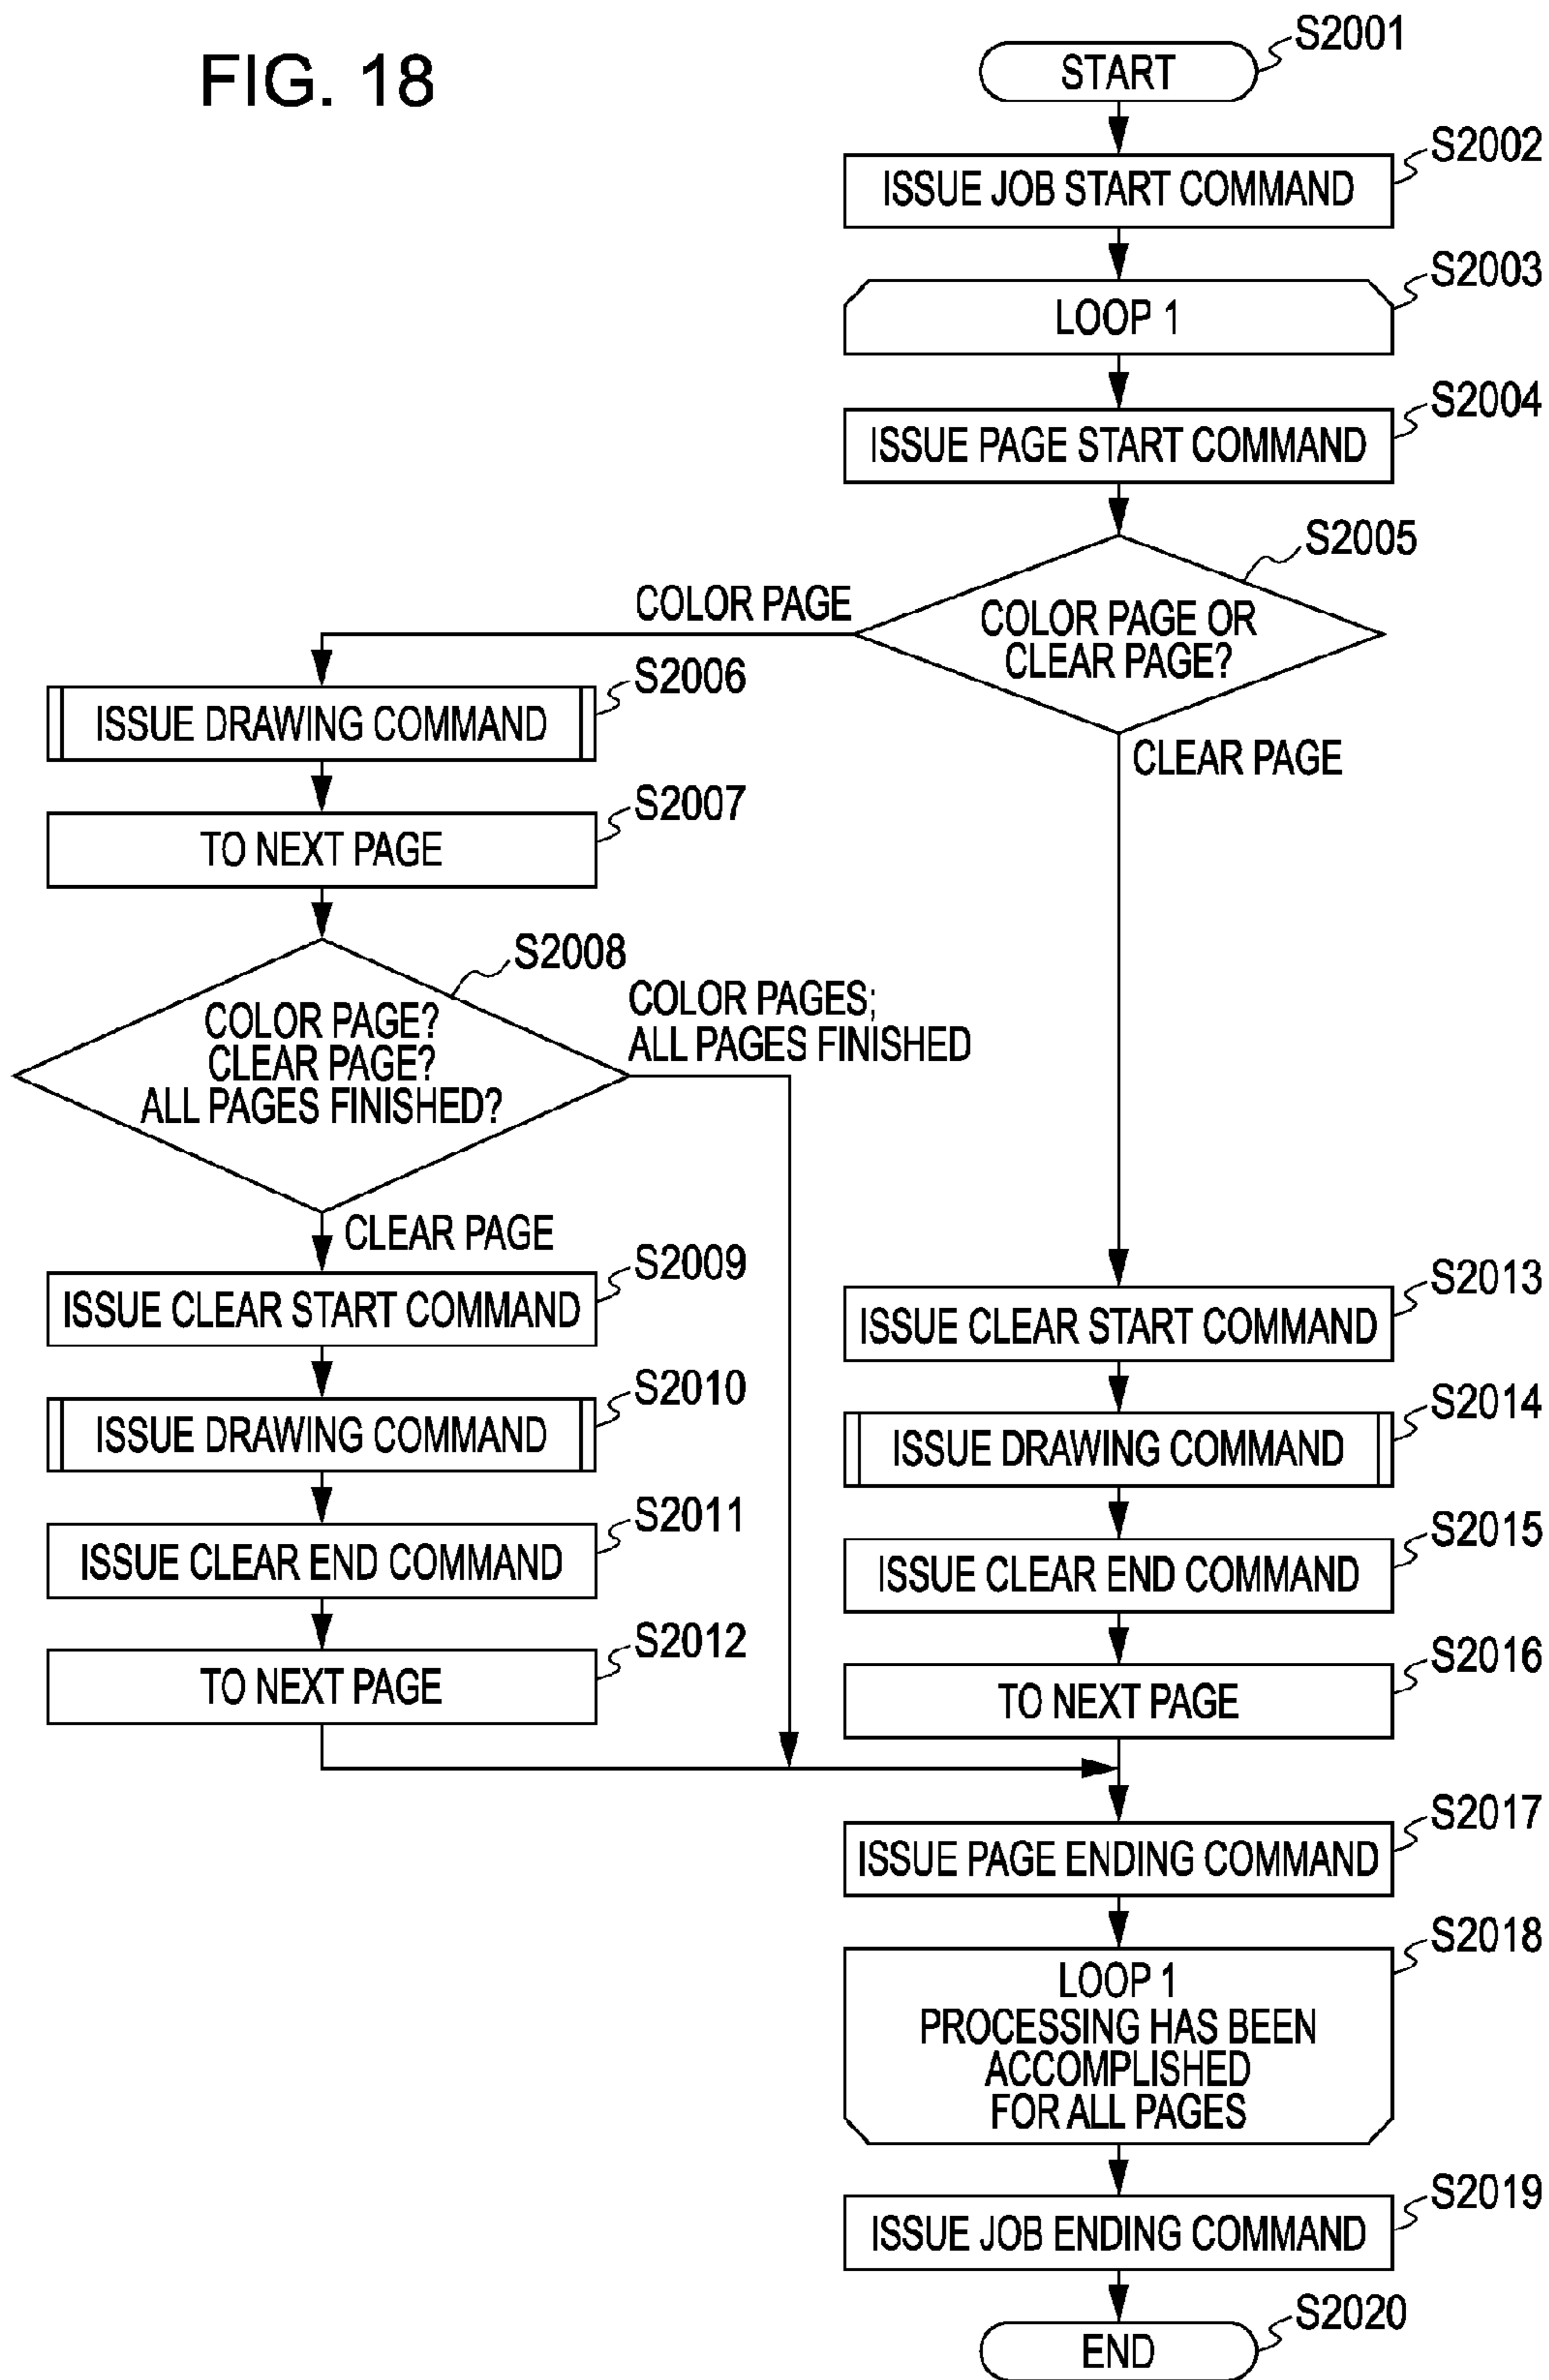 FIG. 18
START
S2001
ISSUE JOB START COMMAND
S2002
LOOP 1
S2003
ISSUE PAGE START COMMAND
S2004
COLOR PAGE OR
CLEAR PAGE?
S2005
COLOR PAGE
CLEAR PAGE
ISSUE DRAWING COMMAND
S2006
TO NEXT PAGE
S2007
COLOR PAGE?
CLEAR PAGE?
ALL PAGES FINISHED?
S2008
COLOR PAGES;
ALL PAGES FINISHED
CLEAR PAGE
ISSUE CLEAR START COMMAND
S2009
ISSUE DRAWING COMMAND
S2010
ISSUE CLEAR END COMMAND
S2011
TO NEXT PAGE
S2012
ISSUE CLEAR START COMMAND
S2013
ISSUE DRAWING COMMAND
S2014
ISSUE CLEAR END COMMAND
S2015
TO NEXT PAGE
S2016
ISSUE PAGE ENDING COMMAND
S2017
LOOP 1
PROCESSING HAS BEEN
ACCOMPLISHED
FOR ALL PAGES
S2018
ISSUE JOB ENDING COMMAND
S2019
END
S2020